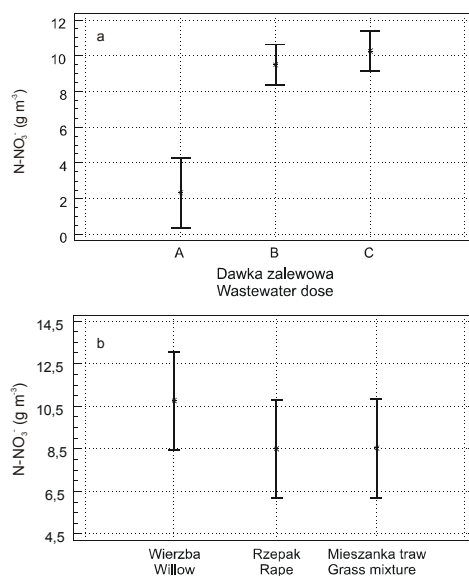 a
N-NO₃⁻ (g m⁻³)
12
10
8
6
4
2
0
A B C
Dawka zalewowa
Wastewater dose
b
N-NO₃⁻ (g m⁻³)
14,5
12,5
10,5
8,5
6,5
4,5
Wierzba Rzepak Mieszanka traw
Willow Rape Grass mixture